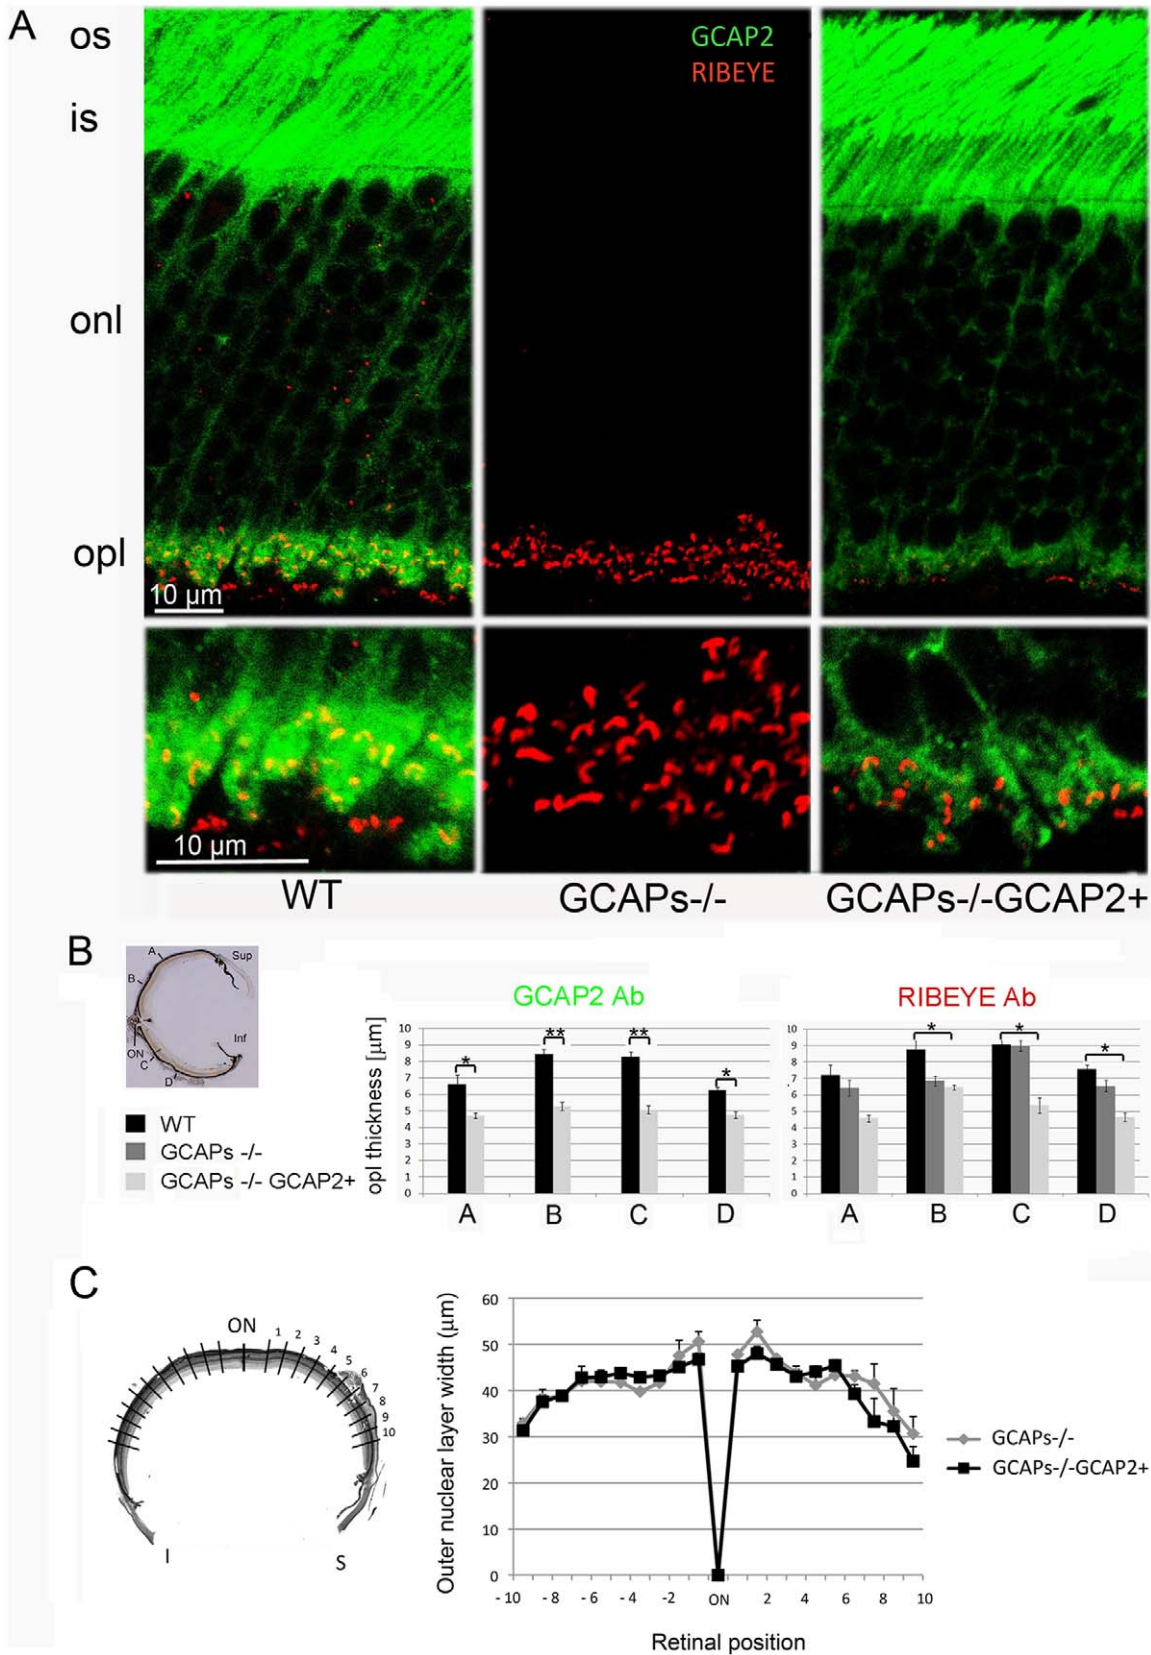 A
os
is
onl
opl
GCAP2
RIBEYE
10 µm
10 µm
WT
GCAPs-/-
GCAPs-/-GCAP2+
B
A
B
ON
C
D
Sup
Inf
WT
GCAPs -/-
GCAPs -/- GCAP2+
GCAP2 Ab
opl thickness [µm]
10
9
8
7
6
5
4
3
2
1
0
* ** ** *
A B C D
RIBEYE Ab
10
9
8
7
6
5
4
3
2
1
0
* * *
A B C D
C
ON
1
2
3
4
5
6
7
8
9
10
I
S
Outer nuclear layer width (µm)
60
50
40
30
20
10
0
-10 -8 -6 -4 -2 ON 2 4 6 8 10
Retinal position
GCAPs-/-
GCAPs-/-GCAP2+